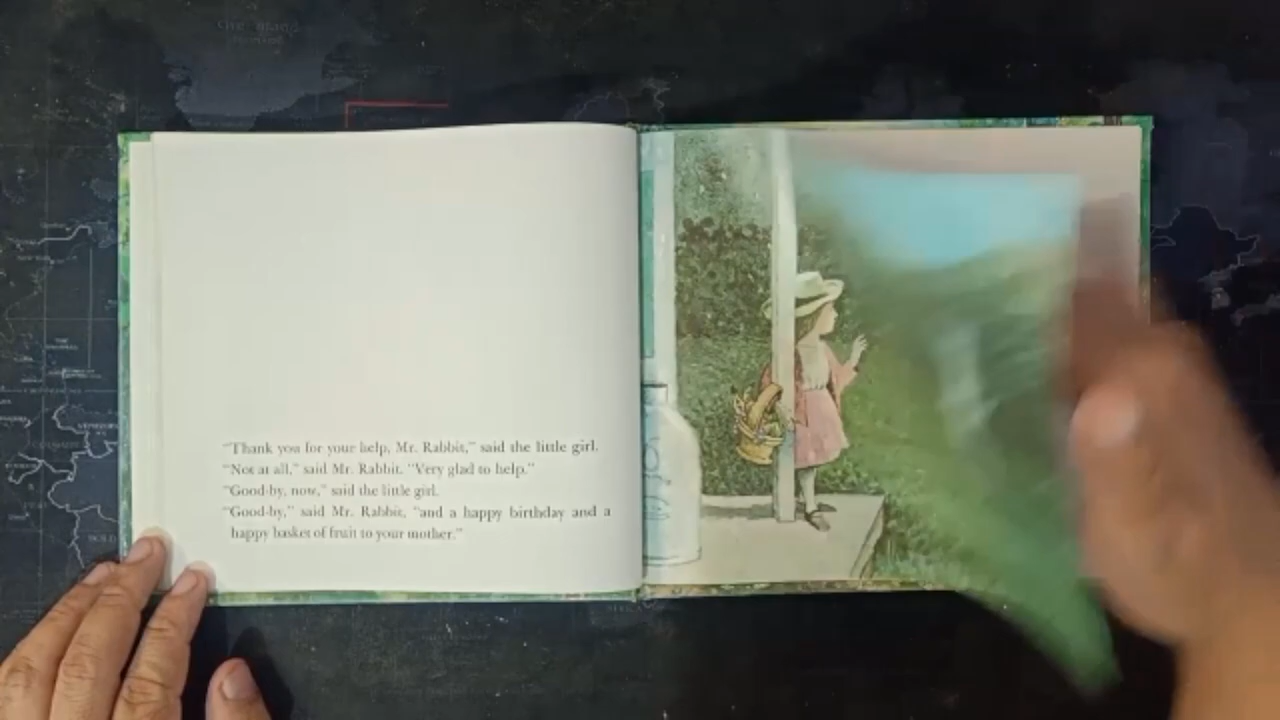 "Thank you for your help, Mr. Rabbit," said the little girl.
"Not at all," said Mr. Rabbit. "Very glad to help."
"Good-by, now," said the little girl.
"Good-by," said Mr. Rabbit, "and a happy birthday and a
happy basket of fruit to your mother."